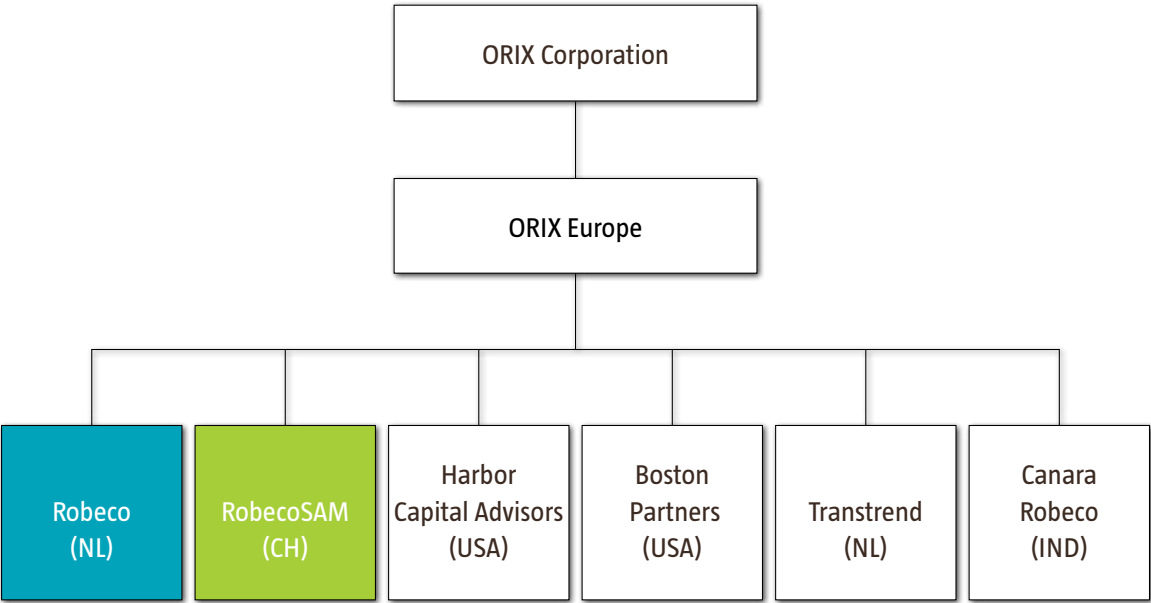 ORIX Corporation
ORIX Europe
Robeco
(NL)
RobecoSAM
(CH)
Harbor
Capital Advisors
(USA)
Boston
Partners
(USA)
Transtrend
(NL)
Canara
Robeco
(IND)